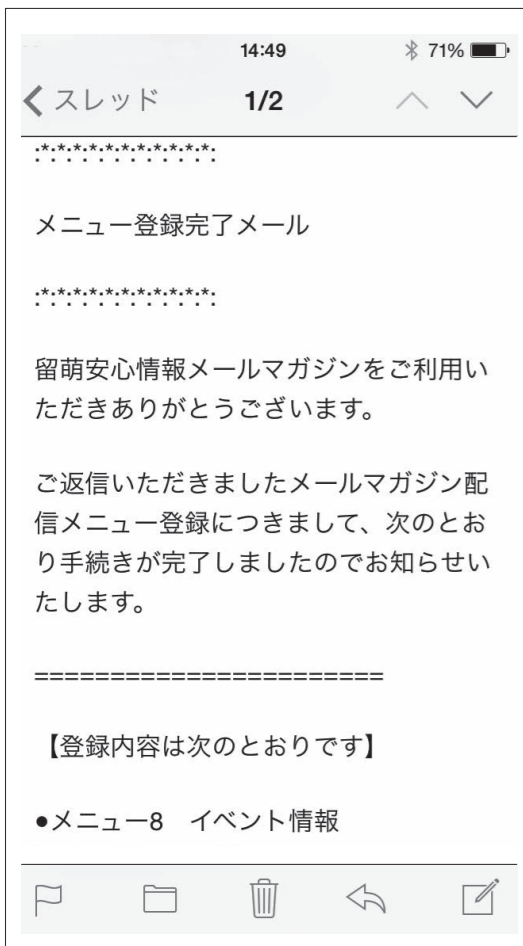 14:49 71%
スレッド 1/2
:*:*:*:*:*:*:*:*:*:*:*:
メニュー登録完了メール
:*:*:*:*:*:*:*:*:*:*:*:
留萌安心情報メールマガジンをご利用い
ただきありがとうございます。
ご返信いただきましたメールマガジン配
信メニュー登録につきまして、次のとお
り手続きが完了しましたのでお知らせい
たします。
=======================
【登録内容は次のとおりです】
●メニュー8　イベント情報